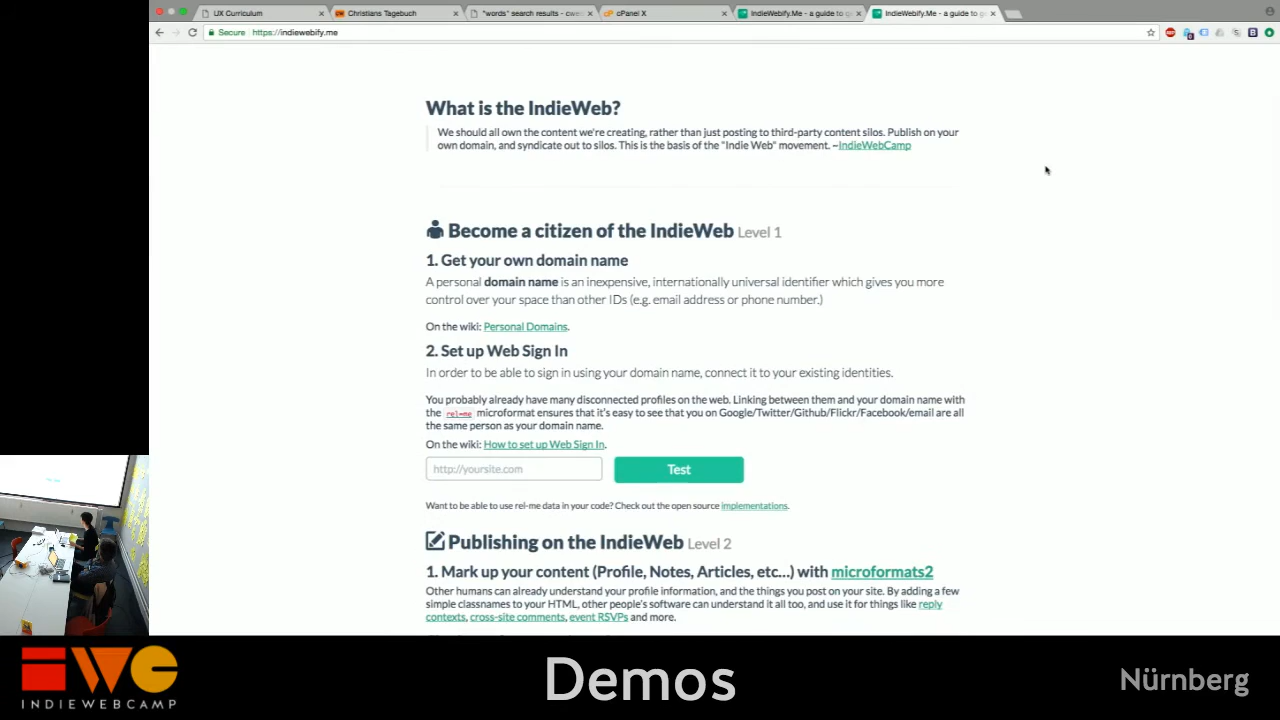 UX Curriculum
Christians Tagebuch
"words" search results - cwe
cPanel X
IndieWebify.Me - a guide to g
IndieWebify.Me - a guide to g
Secure https://indiewebify.me
What is the IndieWeb?
We should all own the content we're creating, rather than just posting to third-party content silos. Publish on your
own domain, and syndicate out to silos. This is the basis of the "Indie Web" movement. ~IndieWebCamp
Become a citizen of the IndieWeb Level 1
1. Get your own domain name
A personal domain name is an inexpensive, internationally universal identifier which gives you more
control over your space than other IDs (e.g. email address or phone number.)
On the wiki: Personal Domains.
2. Set up Web Sign In
In order to be able to sign in using your domain name, connect it to your existing identities.
You probably already have many disconnected profiles on the web. Linking between them and your domain name with
the rel=me microformat ensures that it's easy to see that you on Google/Twitter/Github/Flickr/Facebook/email are all
the same person as your domain name.
On the wiki: How to set up Web Sign In.
http://yoursite.com
Test
Want to be able to use rel-me data in your code? Check out the open source implementations.
Publishing on the IndieWeb Level 2
1. Mark up your content (Profile, Notes, Articles, etc...) with microformats2
Other humans can already understand your profile information, and the things you post on your site. By adding a few
simple classnames to your HTML, other people's software can understand it all too, and use it for things like reply
contexts, cross-site comments, event RSVPs and more.
IWC
INDIEWEBCAMP
Demos
Nürnberg